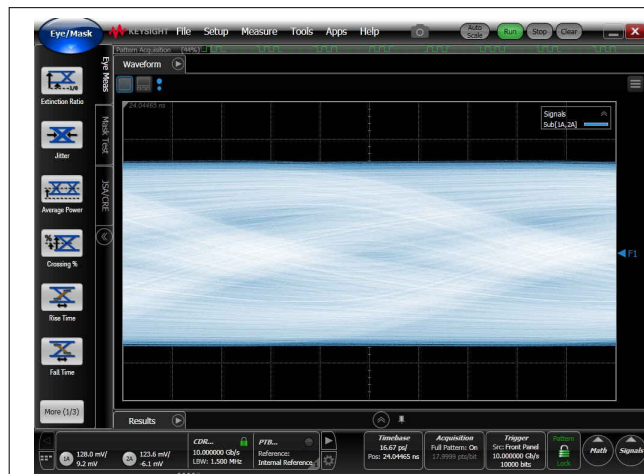 Eye/Mask
KEYSIGHT File Setup Measure Tools Apps Help
Auto Scale
Run
Stop
Clear
Pattern Acquisition (44%)
Waveform
Eye Meas
Mask Test
JSA/CRE
Extinction Ratio
Jitter
Average Power
Crossing %
Rise Time
Fall Time
More (1/3)
24.04465 ns
Signals
Sub[1A,2A]
F1
Results
1A 128.0 mV/
9.2 mV
2A 123.6 mV/
-6.1 mV
CDR...
10.000000 Gb/s
LBW: 1.500 MHz
PTB...
Reference:
Internal Reference
Timebase
16.67 ps/
Pos: 24.04465 ns
Acquisition
Full Pattern: On
17.9999 pts/bit
Trigger
Src: Front Panel
10.000000 Gb/s
10000 bits
Pattern
Lock
Math
Signals